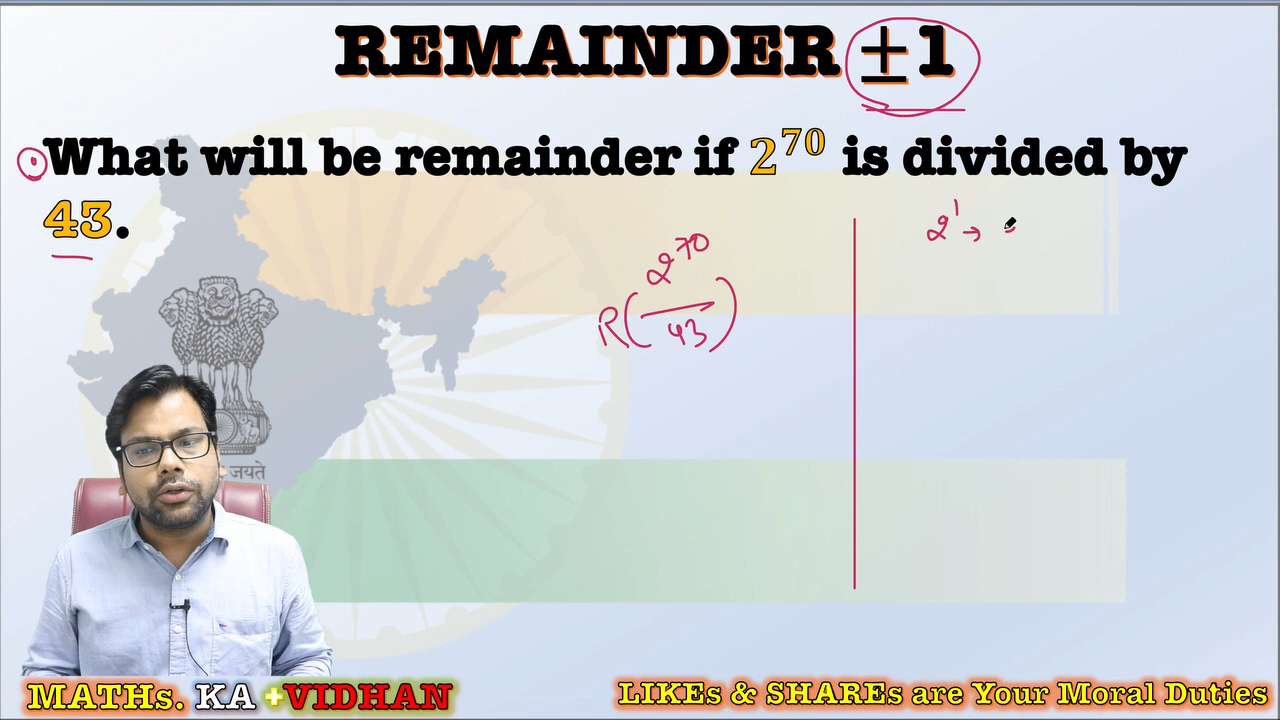 REMAINDER ±1
What will be remainder if 2^70 is divided by
43.
2^1 →
R(2^70/43)
जयते
MATHs. KA +VIDHAN
LIKEs & SHAREs are Your Moral Duties